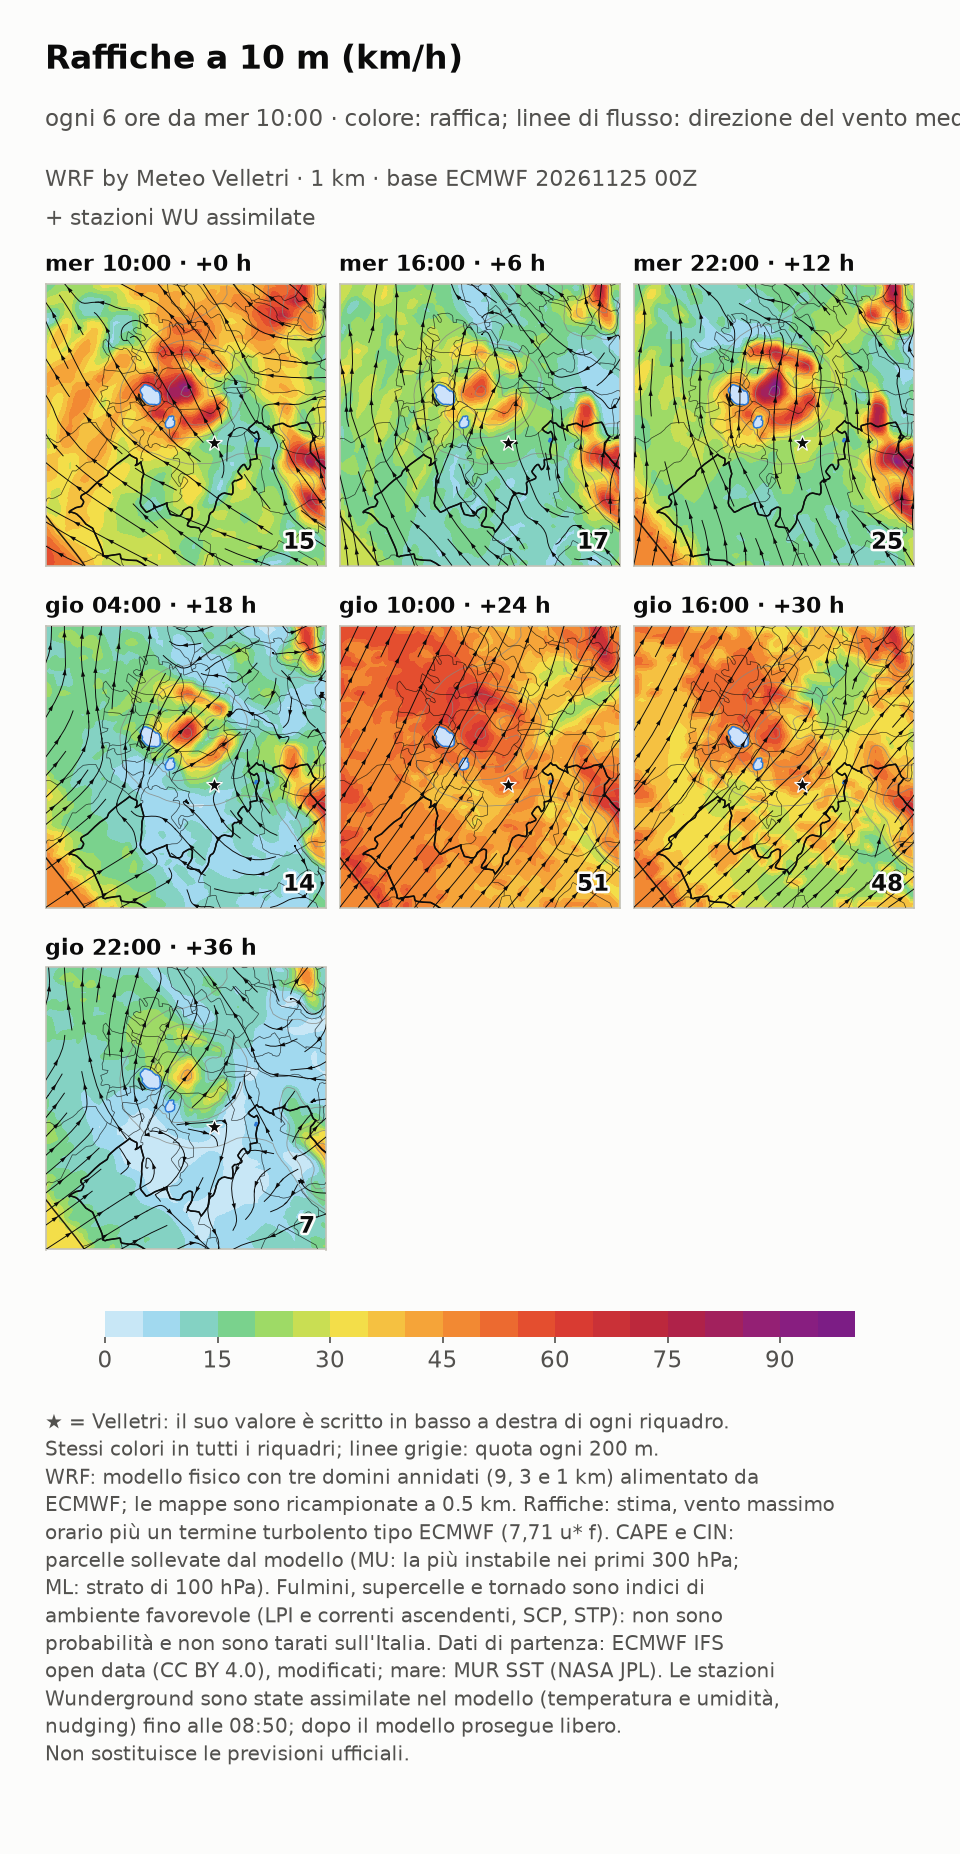 Raffiche a 10 m (km/h)
ogni 6 ore da mer 10:00 · colore: raffica; linee di flusso: direzione del vento med
WRF by Meteo Velletri · 1 km · base ECMWF 20261125 00Z
+ stazioni WU assimilate
mer 10:00 · +0 h
mer 16:00 · +6 h
mer 22:00 · +12 h
15
17
25
gio 04:00 · +18 h
gio 10:00 · +24 h
gio 16:00 · +30 h
14
51
48
gio 22:00 · +36 h
7
0 15 30 45 60 75 90
★ = Velletri: il suo valore è scritto in basso a destra di ogni riquadro.
Stessi colori in tutti i riquadri; linee grigie: quota ogni 200 m.
WRF: modello fisico con tre domini annidati (9, 3 e 1 km) alimentato da
ECMWF; le mappe sono ricampionate a 0.5 km. Raffiche: stima, vento massimo
orario più un termine turbolento tipo ECMWF (7,71 u* f). CAPE e CIN:
parcelle sollevate dal modello (MU: la più instabile nei primi 300 hPa;
ML: strato di 100 hPa). Fulmini, supercelle e tornado sono indici di
ambiente favorevole (LPI e correnti ascendenti, SCP, STP): non sono
probabilità e non sono tarati sull'Italia. Dati di partenza: ECMWF IFS
open data (CC BY 4.0), modificati; mare: MUR SST (NASA JPL). Le stazioni
Wunderground sono state assimilate nel modello (temperatura e umidità,
nudging) fino alle 08:50; dopo il modello prosegue libero.
Non sostituisce le previsioni ufficiali.